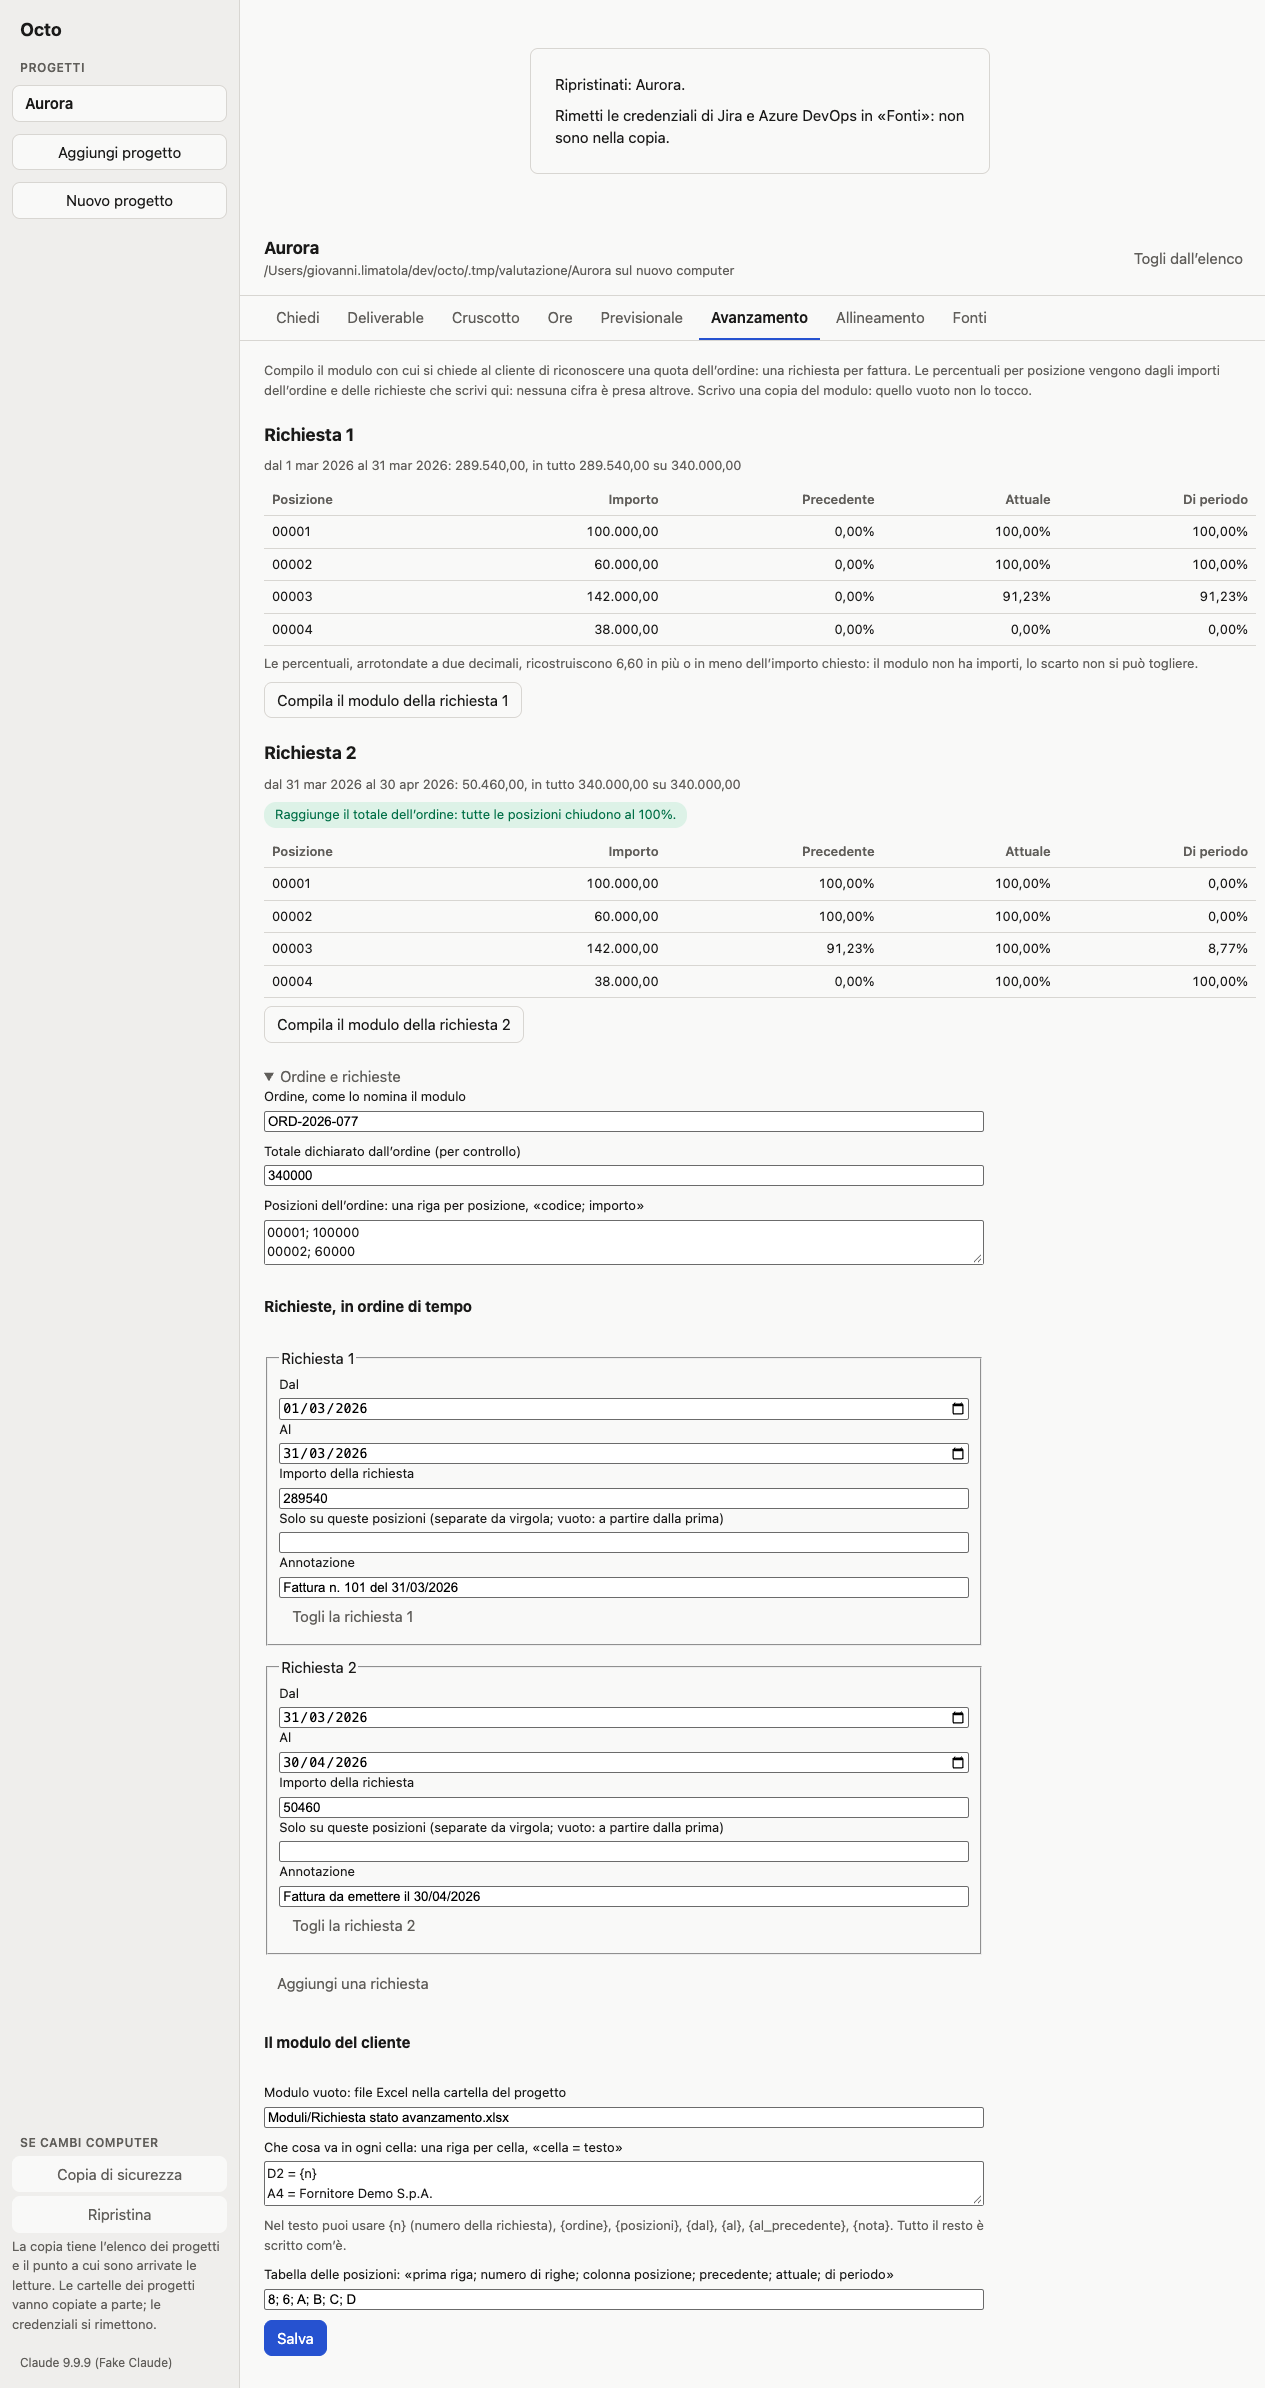 Octo
PROGETTI
Aurora
Aggiungi progetto
Nuovo progetto
Ripristinati: Aurora.
Rimetti le credenziali di Jira e Azure DevOps in «Fonti»: non
sono nella copia.
Aurora
/Users/giovanni.limatola/dev/octo/.tmp/valutazione/Aurora sul nuovo computer
Togli dall’elenco
Chiedi Deliverable Cruscotto Ore Previsionale Avanzamento Allineamento Fonti
Compilo il modulo con cui si chiede al cliente di riconoscere una quota dell’ordine: una richiesta per fattura. Le percentuali per posizione vengono dagli importi
dell’ordine e delle richieste che scrivi qui: nessuna cifra è presa altrove. Scrivo una copia del modulo: quello vuoto non lo tocco.
Richiesta 1
dal 1 mar 2026 al 31 mar 2026: 289.540,00, in tutto 289.540,00 su 340.000,00
Posizione Importo Precedente Attuale Di periodo
00001 100.000,00 0,00% 100,00% 100,00%
00002 60.000,00 0,00% 100,00% 100,00%
00003 142.000,00 0,00% 91,23% 91,23%
00004 38.000,00 0,00% 0,00% 0,00%
Le percentuali, arrotondate a due decimali, ricostruiscono 6,60 in più o in meno dell’importo chiesto: il modulo non ha importi, lo scarto non si può togliere.
Compila il modulo della richiesta 1
Richiesta 2
dal 31 mar 2026 al 30 apr 2026: 50.460,00, in tutto 340.000,00 su 340.000,00
Raggiunge il totale dell’ordine: tutte le posizioni chiudono al 100%.
Posizione Importo Precedente Attuale Di periodo
00001 100.000,00 100,00% 100,00% 0,00%
00002 60.000,00 100,00% 100,00% 0,00%
00003 142.000,00 91,23% 100,00% 8,77%
00004 38.000,00 0,00% 100,00% 100,00%
Compila il modulo della richiesta 2
▼ Ordine e richieste
Ordine, come lo nomina il modulo
ORD-2026-077
Totale dichiarato dall’ordine (per controllo)
340000
Posizioni dell’ordine: una riga per posizione, «codice; importo»
00001; 100000
00002; 60000
Richieste, in ordine di tempo
Richiesta 1
Dal
01/03/2026
Al
31/03/2026
Importo della richiesta
289540
Solo su queste posizioni (separate da virgola; vuoto: a partire dalla prima)
Annotazione
Fattura n. 101 del 31/03/2026
Togli la richiesta 1
Richiesta 2
Dal
31/03/2026
Al
30/04/2026
Importo della richiesta
50460
Solo su queste posizioni (separate da virgola; vuoto: a partire dalla prima)
Annotazione
Fattura da emettere il 30/04/2026
Togli la richiesta 2
Aggiungi una richiesta
Il modulo del cliente
Modulo vuoto: file Excel nella cartella del progetto
Moduli/Richiesta stato avanzamento.xlsx
Che cosa va in ogni cella: una riga per cella, «cella = testo»
D2 = {n}
A4 = Fornitore Demo S.p.A.
Nel testo puoi usare {n} (numero della richiesta), {ordine}, {posizioni}, {dal}, {al}, {al_precedente}, {nota}. Tutto il resto è
scritto com’è.
Tabella delle posizioni: «prima riga; numero di righe; colonna posizione; precedente; attuale; di periodo»
8; 6; A; B; C; D
Salva
SE CAMBI COMPUTER
Copia di sicurezza
Ripristina
La copia tiene l’elenco dei progetti
e il punto a cui sono arrivate le
letture. Le cartelle dei progetti
vanno copiate a parte; le
credenziali si rimettono.
Claude 9.9.9 (Fake Claude)